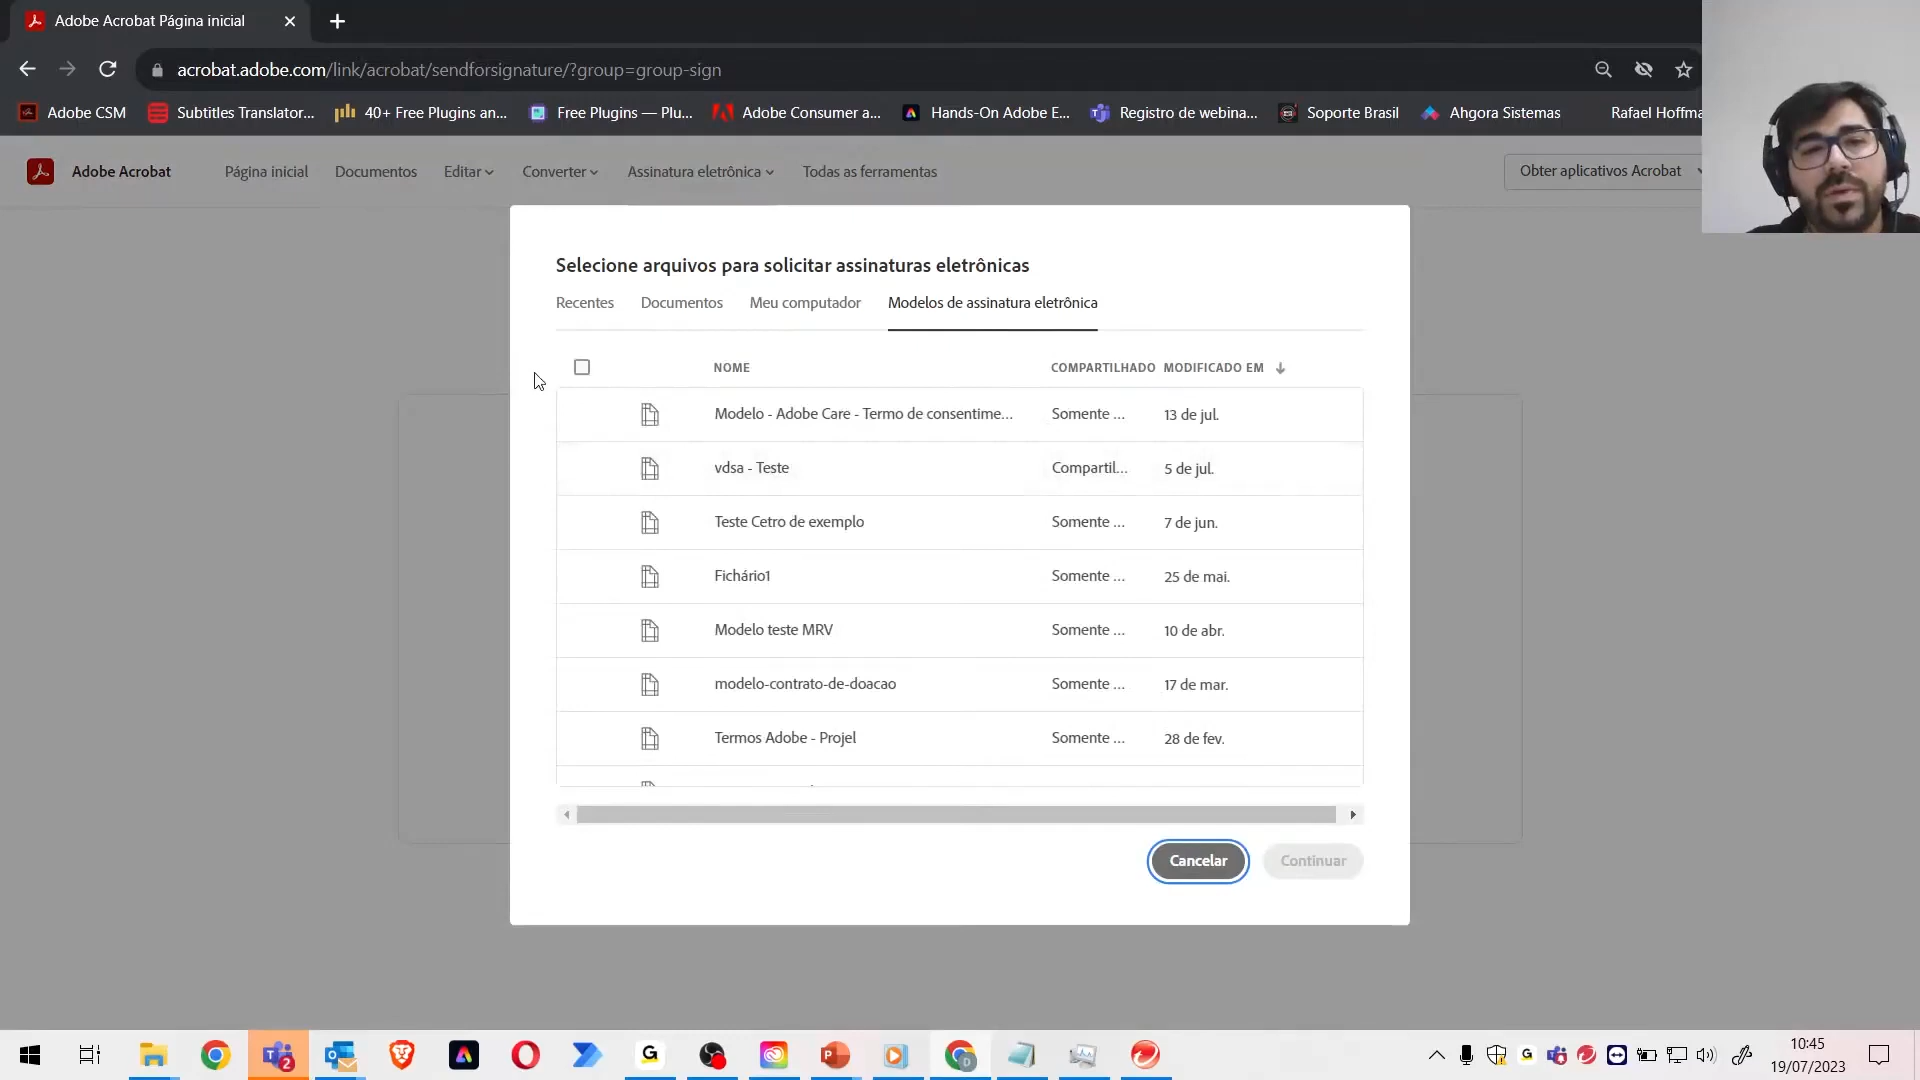 Adobe Acrobat Página inicial
acrobat.adobe.com/link/acrobat/sendforsignature/?group=group-sign
Adobe CSM
Subtitles Translator...
40+ Free Plugins an...
Free Plugins — Plu...
Adobe Consumer a...
Hands-On Adobe E...
Registro de webina...
Soporte Brasil
Ahgora Sistemas
Rafael Hoffma
Adobe Acrobat
Página inicial
Documentos
Editar
Converter
Assinatura eletrônica
Todas as ferramentas
Obter aplicativos Acrobat
Selecione arquivos para solicitar assinaturas eletrônicas
Recentes
Documentos
Meu computador
Modelos de assinatura eletrônica
NOME
COMPARTILHADO
MODIFICADO EM
Modelo - Adobe Care - Termo de consentime...
Somente ...
13 de jul.
vdsa - Teste
Compartil...
5 de jul.
Teste Cetro de exemplo
Somente ...
7 de jun.
Fichário1
Somente ...
25 de mai.
Modelo teste MRV
Somente ...
10 de abr.
modelo-contrato-de-doacao
Somente ...
17 de mar.
Termos Adobe - Projel
Somente ...
28 de fev.
Cancelar
Continuar
10:45
19/07/2023